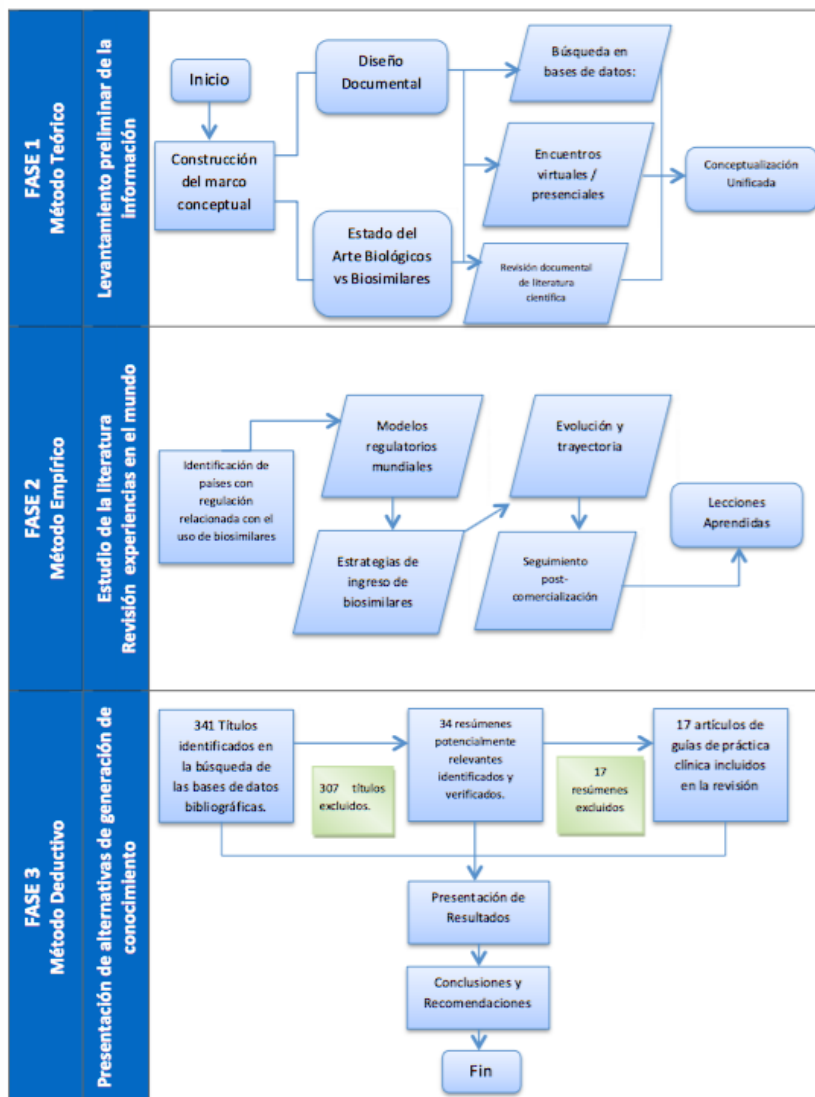 FASE 1
Método Teórico
Levantamiento preliminar de la
información
Inicio
Construcción
del marco
conceptual
Diseño
Documental
Estado del
Arte Biológicos
vs Biosimilares
Búsqueda en
bases de datos:
Encuentros
virtuales /
presenciales
Revisión documental
de literatura
científica
Conceptualización
Unificada
FASE 2
Método Empírico
Estudio de la literatura
Revisión experiencias en el mundo
Identificación de
países con
regulación
relacionada con el
uso de biosimilares
Modelos
regulatorios
mundiales
Estrategias de
ingreso de
biosimilares
Evolución y
trayectoria
Seguimiento
post-
comercialización
Lecciones
Aprendidas
FASE 3
Método Deductivo
Presentación de alternativas de generación de
conocimiento
341 Títulos
identificados en
la búsqueda de
las bases de datos
bibliográficas.
307 títulos
excluidos.
34 resúmenes
potencialmente
relevantes
identificados y
verificados.
17
resúmenes
excluidos
17 artículos de
guías de práctica
clínica incluidos
en la revisión
Presentación de
Resultados
Conclusiones y
Recomendaciones
Fin